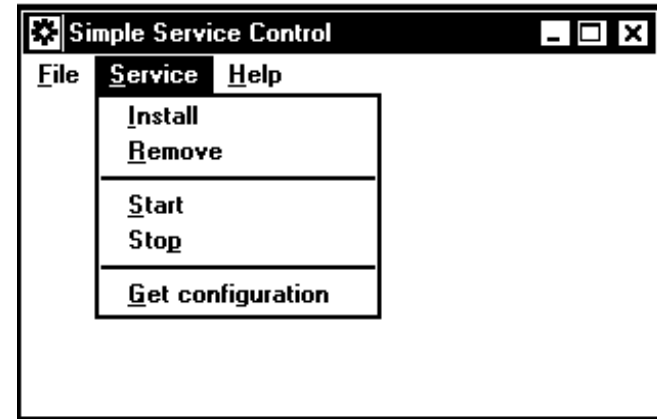 Simple Service Control
File Service Help
Install
Remove
Start
Stop
Get configuration